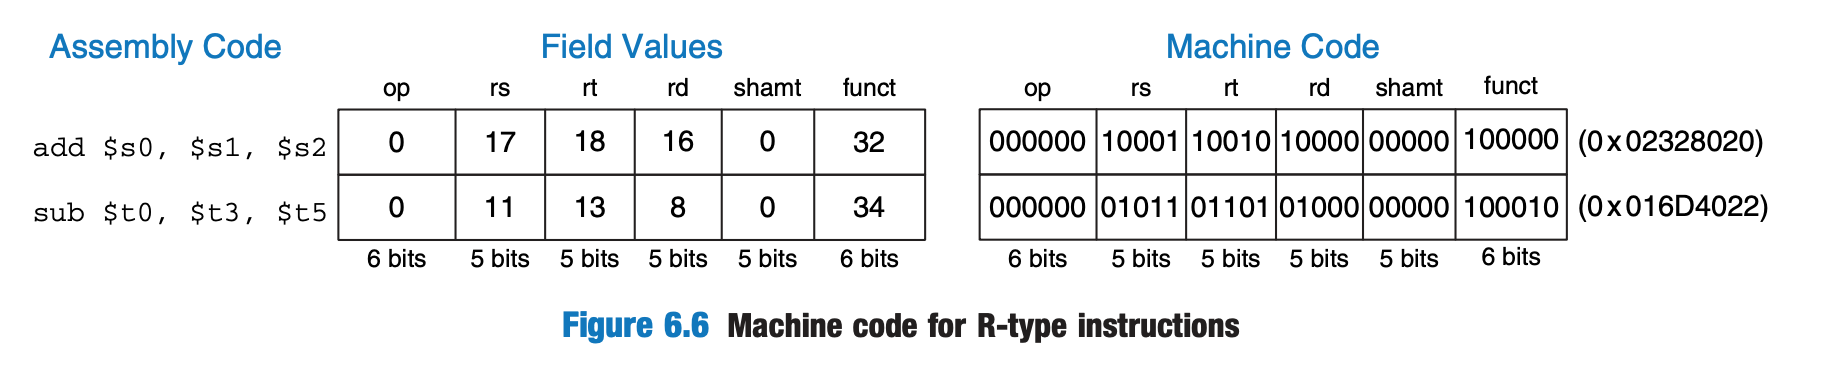 Assembly Code Field Values Machine Code
op rs rt rd shamt funct op rs rt rd shamt funct
add $s0, $s1, $s2 0 17 18 16 0 32 000000 10001 10010 10000 00000 100000 (0x02328020)
sub $t0, $t3, $t5 0 11 13 8 0 34 000000 01011 01101 01000 00000 100010 (0x016D4022)
6 bits 5 bits 5 bits 5 bits 5 bits 6 bits 6 bits 5 bits 5 bits 5 bits 5 bits 6 bits
Figure 6.6 Machine code for R-type instructions